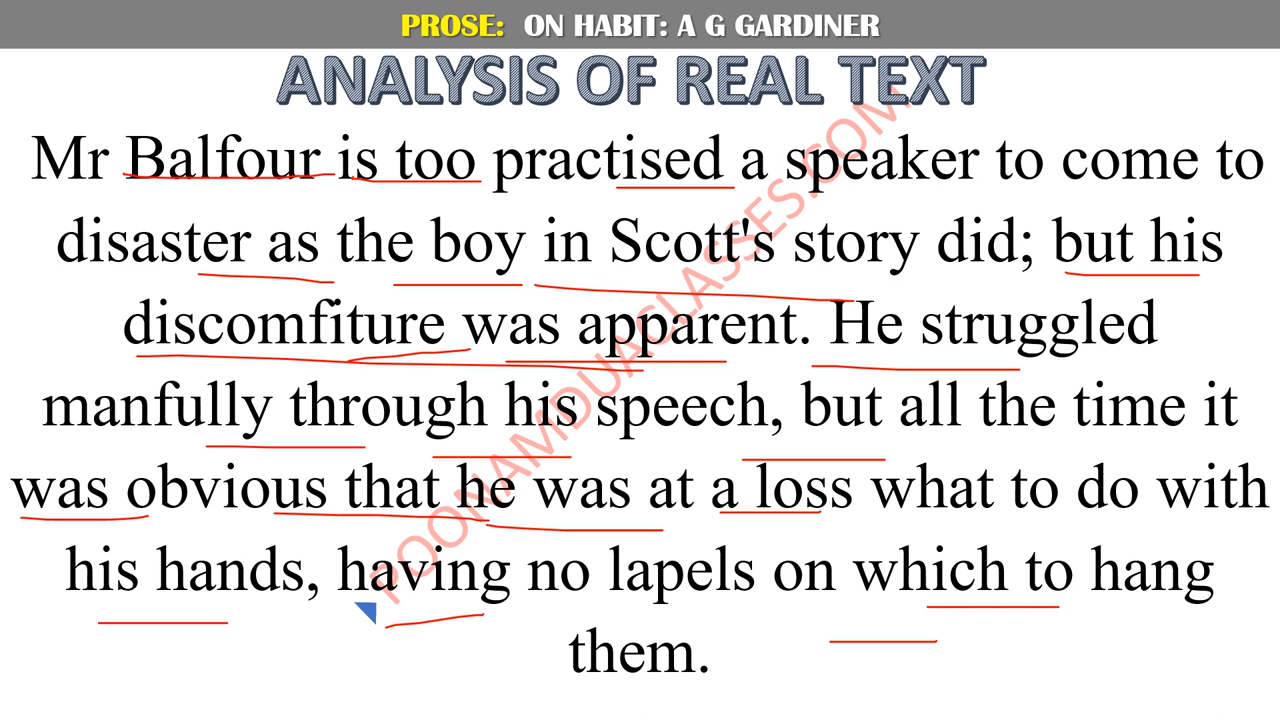 PROSE: ON HABIT: A G GARDINER
ANALYSIS OF REAL TEXT
Mr Balfour is too practised a speaker to come to
disaster as the boy in Scott's story did; but his
discomfiture was apparent. He struggled
manfully through his speech, but all the time it
was obvious that he was at a loss what to do with
his hands, having no lapels on which to hang
them.
POONAMDUACLASSES.COM